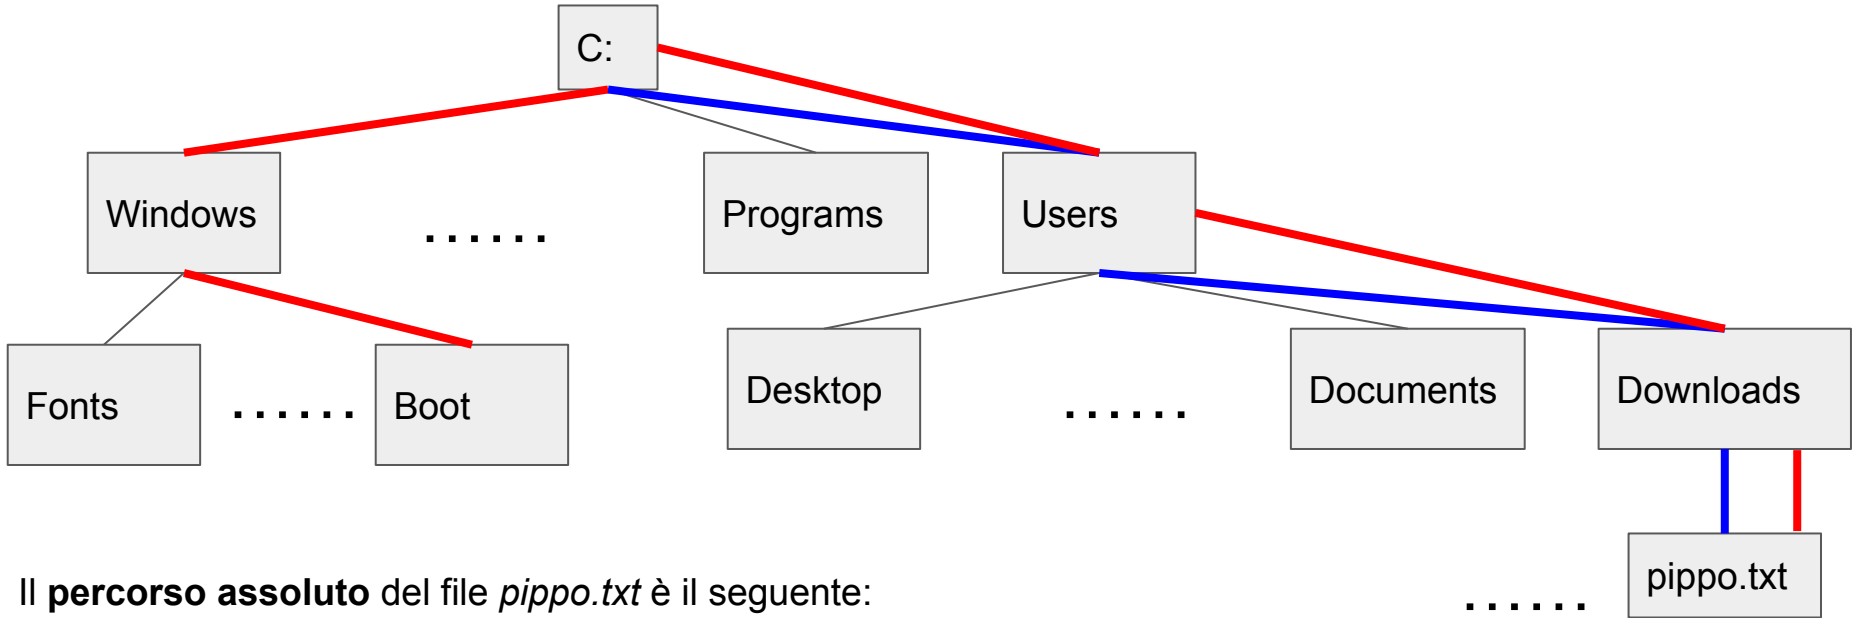 C:
Windows
......
Programs
Users
Fonts
......
Boot
Desktop
......
Documents
Downloads
pippo.txt
Il percorso assoluto del file pippo.txt è il seguente:
......